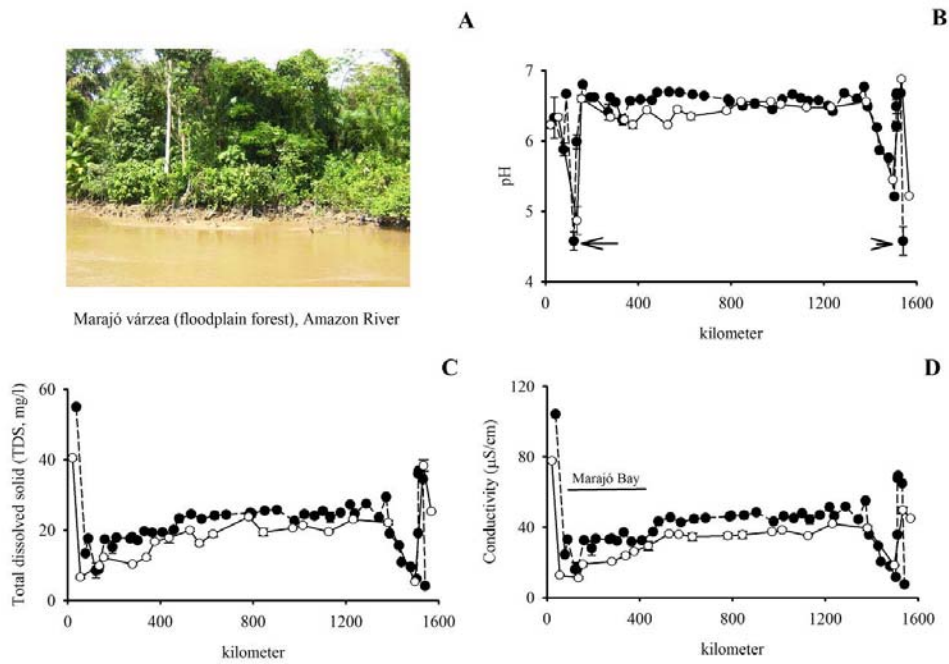 A
Marajó várzea (floodplain forest), Amazon River
B
7
6
5
4
pH
0
400
800
1200
1600
kilometer
C
60
40
20
0
Total dissolved solid (TDS, mg/l)
0
400
800
1200
1600
kilometer
D
120
80
40
0
Conductivity (µS/cm)
Marajó Bay
0
400
800
1200
1600
kilometer